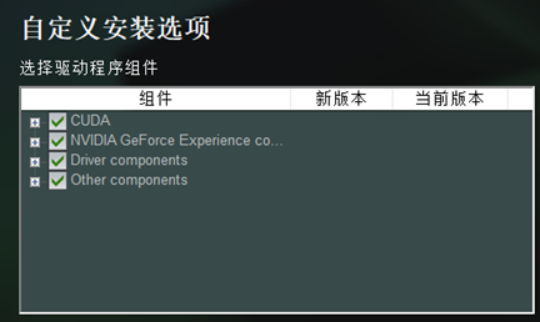 自定义安装选项
选择驱动程序组件
组件 新版本 当前版本
CUDA
NVIDIA GeForce Experience co...
Driver components
Other components